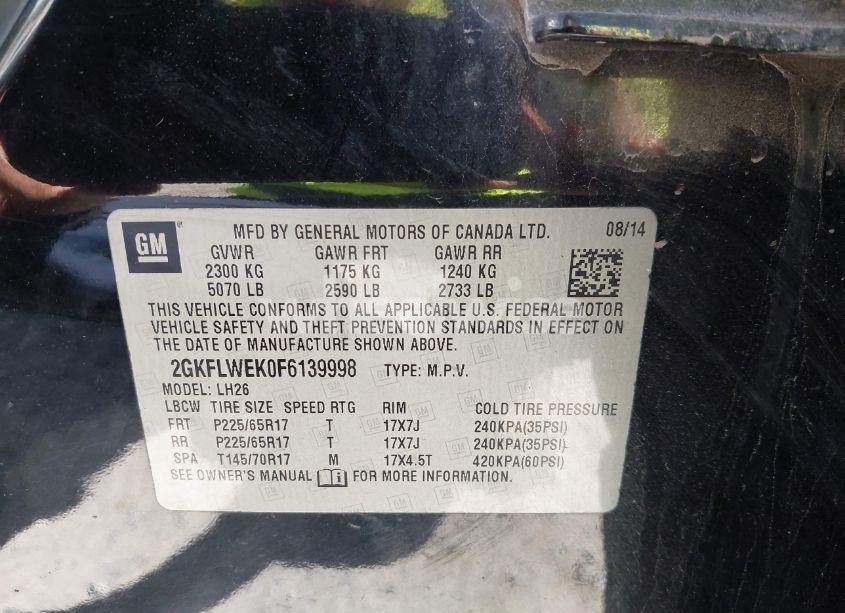 GM
MFD BY GENERAL MOTORS OF CANADA LTD. 08/14
GVWR GAWR FRT GAWR RR
2300 KG 1175 KG 1240 KG
5070 LB 2590 LB 2733 LB
THIS VEHICLE CONFORMS TO ALL APPLICABLE U.S. FEDERAL MOTOR
VEHICLE SAFETY AND THEFT PREVENTION STANDARDS IN EFFECT ON
THE DATE OF MANUFACTURE SHOWN ABOVE.
2GKFLWEK0F6139998 TYPE: M.P.V.
MODEL: LH26
LBCW TIRE SIZE SPEED RTG RIM COLD TIRE PRESSURE
FRT P225/65R17 T 17X7J 240KPA(35PSI)
RR P225/65R17 T 17X7J 240KPA(35PSI)
SPA T145/70R17 M 17X4.5T 420KPA(60PSI)
SEE OWNER'S MANUAL FOR MORE INFORMATION.